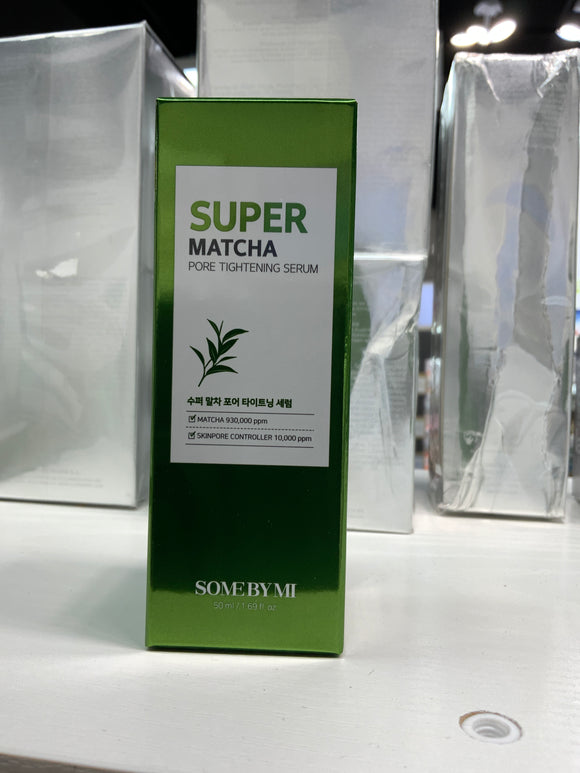 SUPER
MATCHA
PORE TIGHTENING SERUM
수퍼 말차 포어 타이트닝 세럼
MATCHA 930,000 ppm
SKINPORE CONTROLLER 10,000 ppm
SOME BY MI
50 ml / 1.69 fl. oz